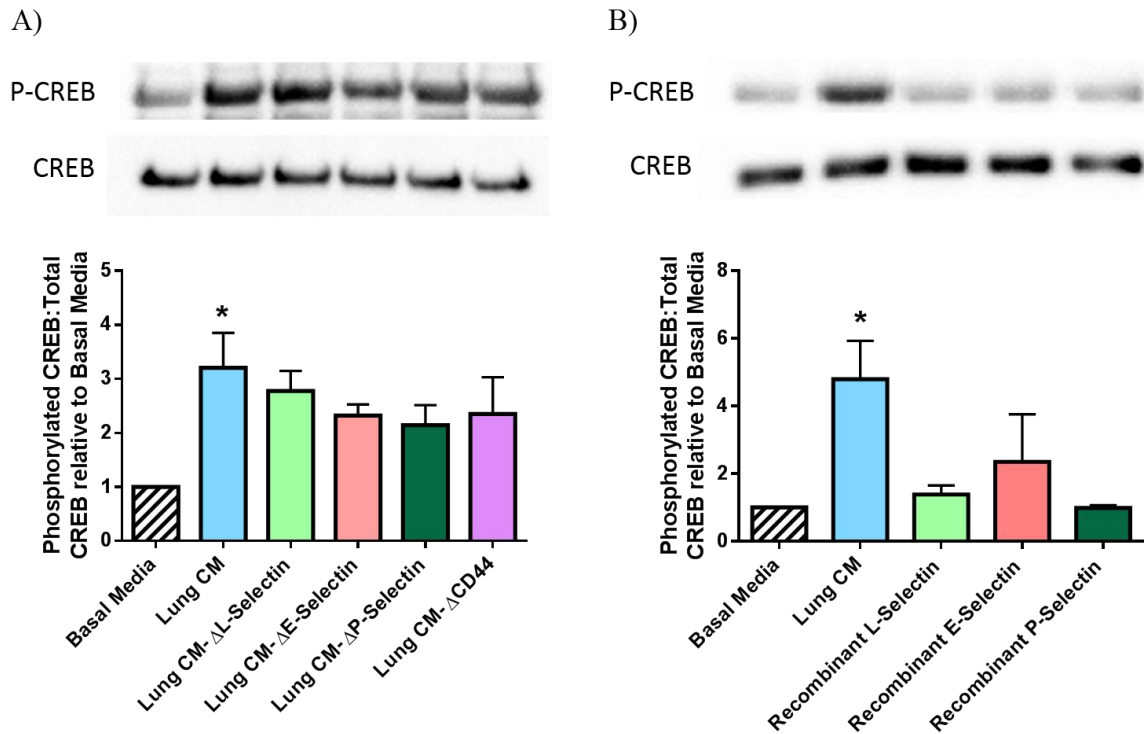 A)
P-CREB
CREB
Phosphorylated CREB:Total
CREB relative to Basal Media
5
4
3
2
1
0
*
Basal Media
Lung CM
Lung CM-ΔL-Selectin
Lung CM-ΔE-Selectin
Lung CM-ΔP-Selectin
Lung CM-ΔCD44
B)
P-CREB
CREB
Phosphorylated CREB:Total
CREB relative to Basal Media
8
6
4
2
0
*
Basal Media
Lung CM
Recombinant L-Selectin
Recombinant E-Selectin
Recombinant P-Selectin